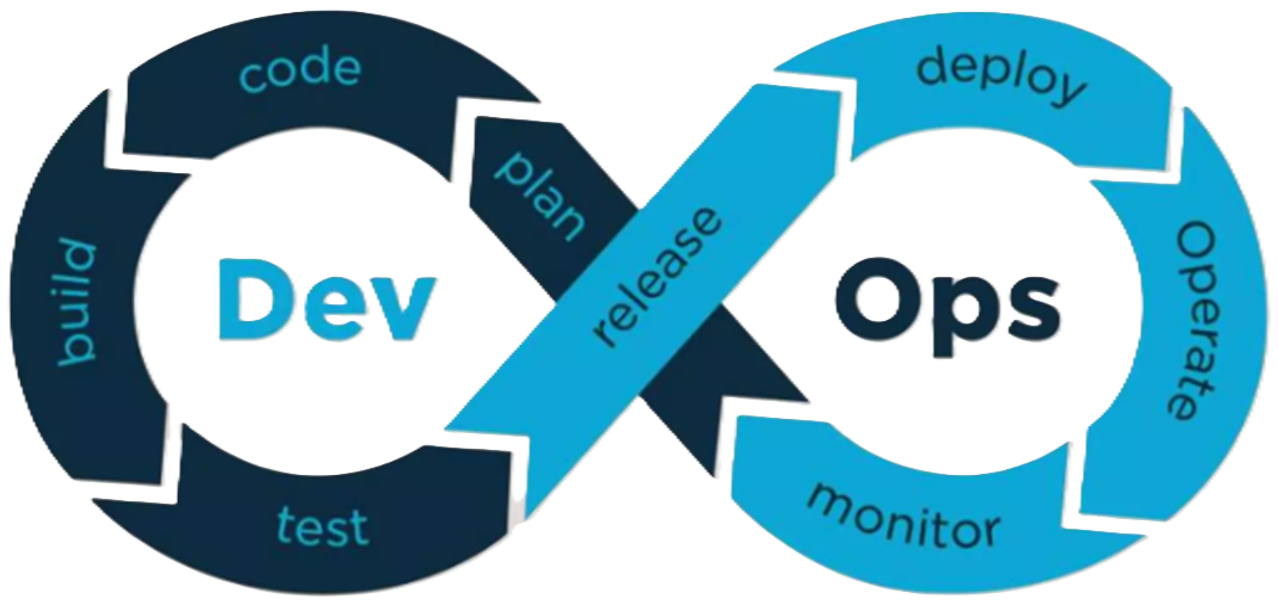 code
deploy
plan
release
Operate
build
Dev
Ops
test
monitor